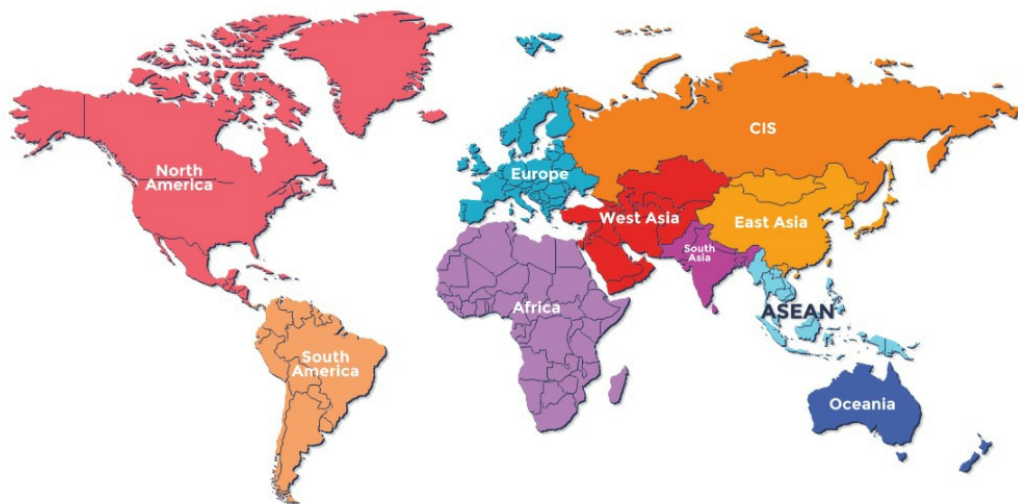 CIS
North
America
Europe
West Asia
East Asia
South
Asia
Africa
ASEAN
South
America
Oceania